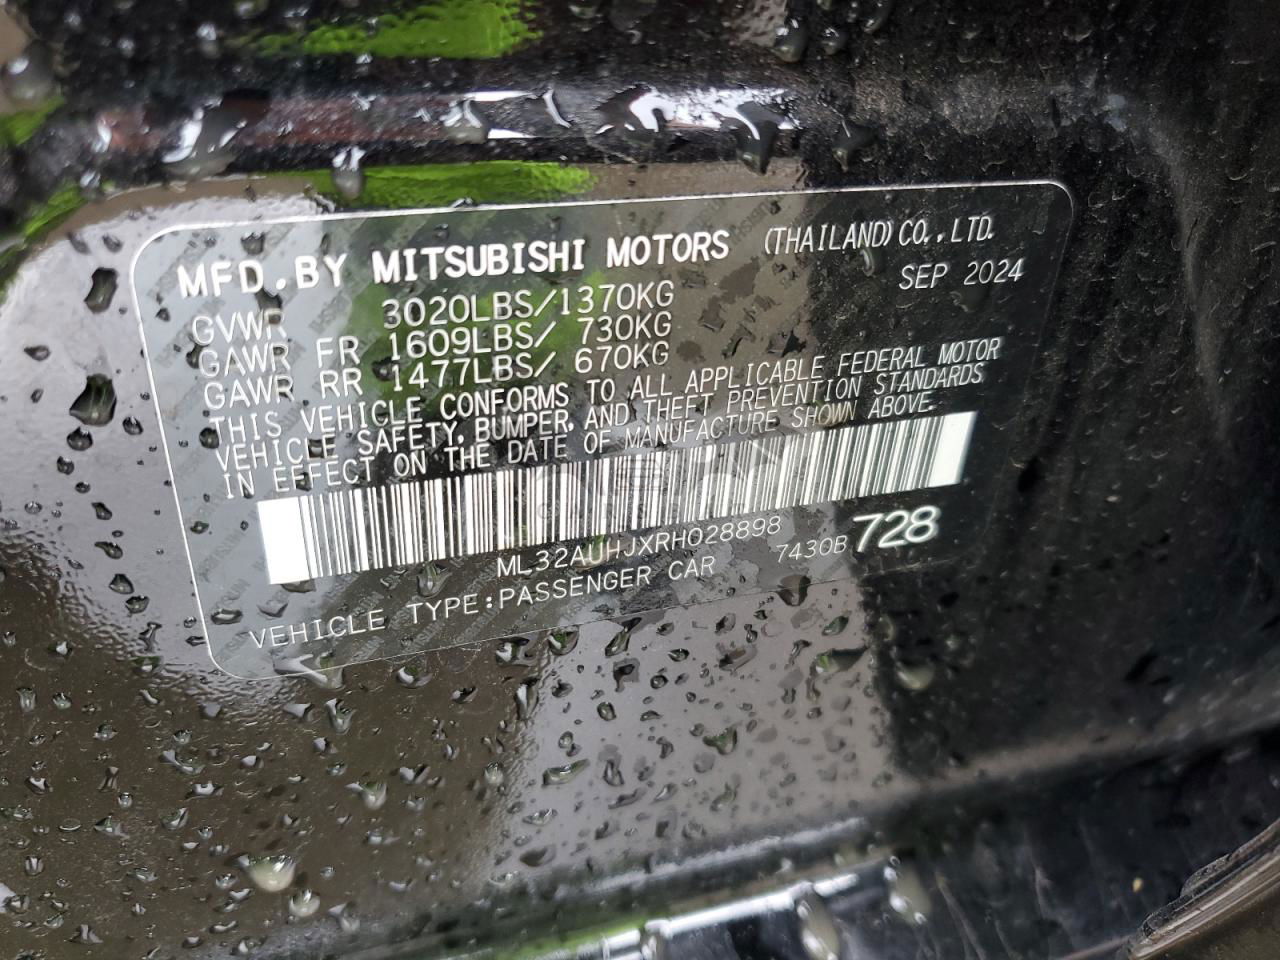 MFD. BY MITSUBISHI MOTORS (THAILAND) CO., LTD.
SEP 2024
GVWR 3020LBS/1370KG
GAWR FR 1609LBS/ 730KG
GAWR RR 1477LBS/ 670KG
THIS VEHICLE CONFORMS TO ALL APPLICABLE FEDERAL MOTOR
VEHICLE SAFETY, BUMPER, AND THEFT PREVENTION STANDARDS
IN EFFECT ON THE DATE OF MANUFACTURE SHOWN ABOVE.
ML32AUHJXRH028898
VEHICLE TYPE:PASSENGER CAR 7430B 728